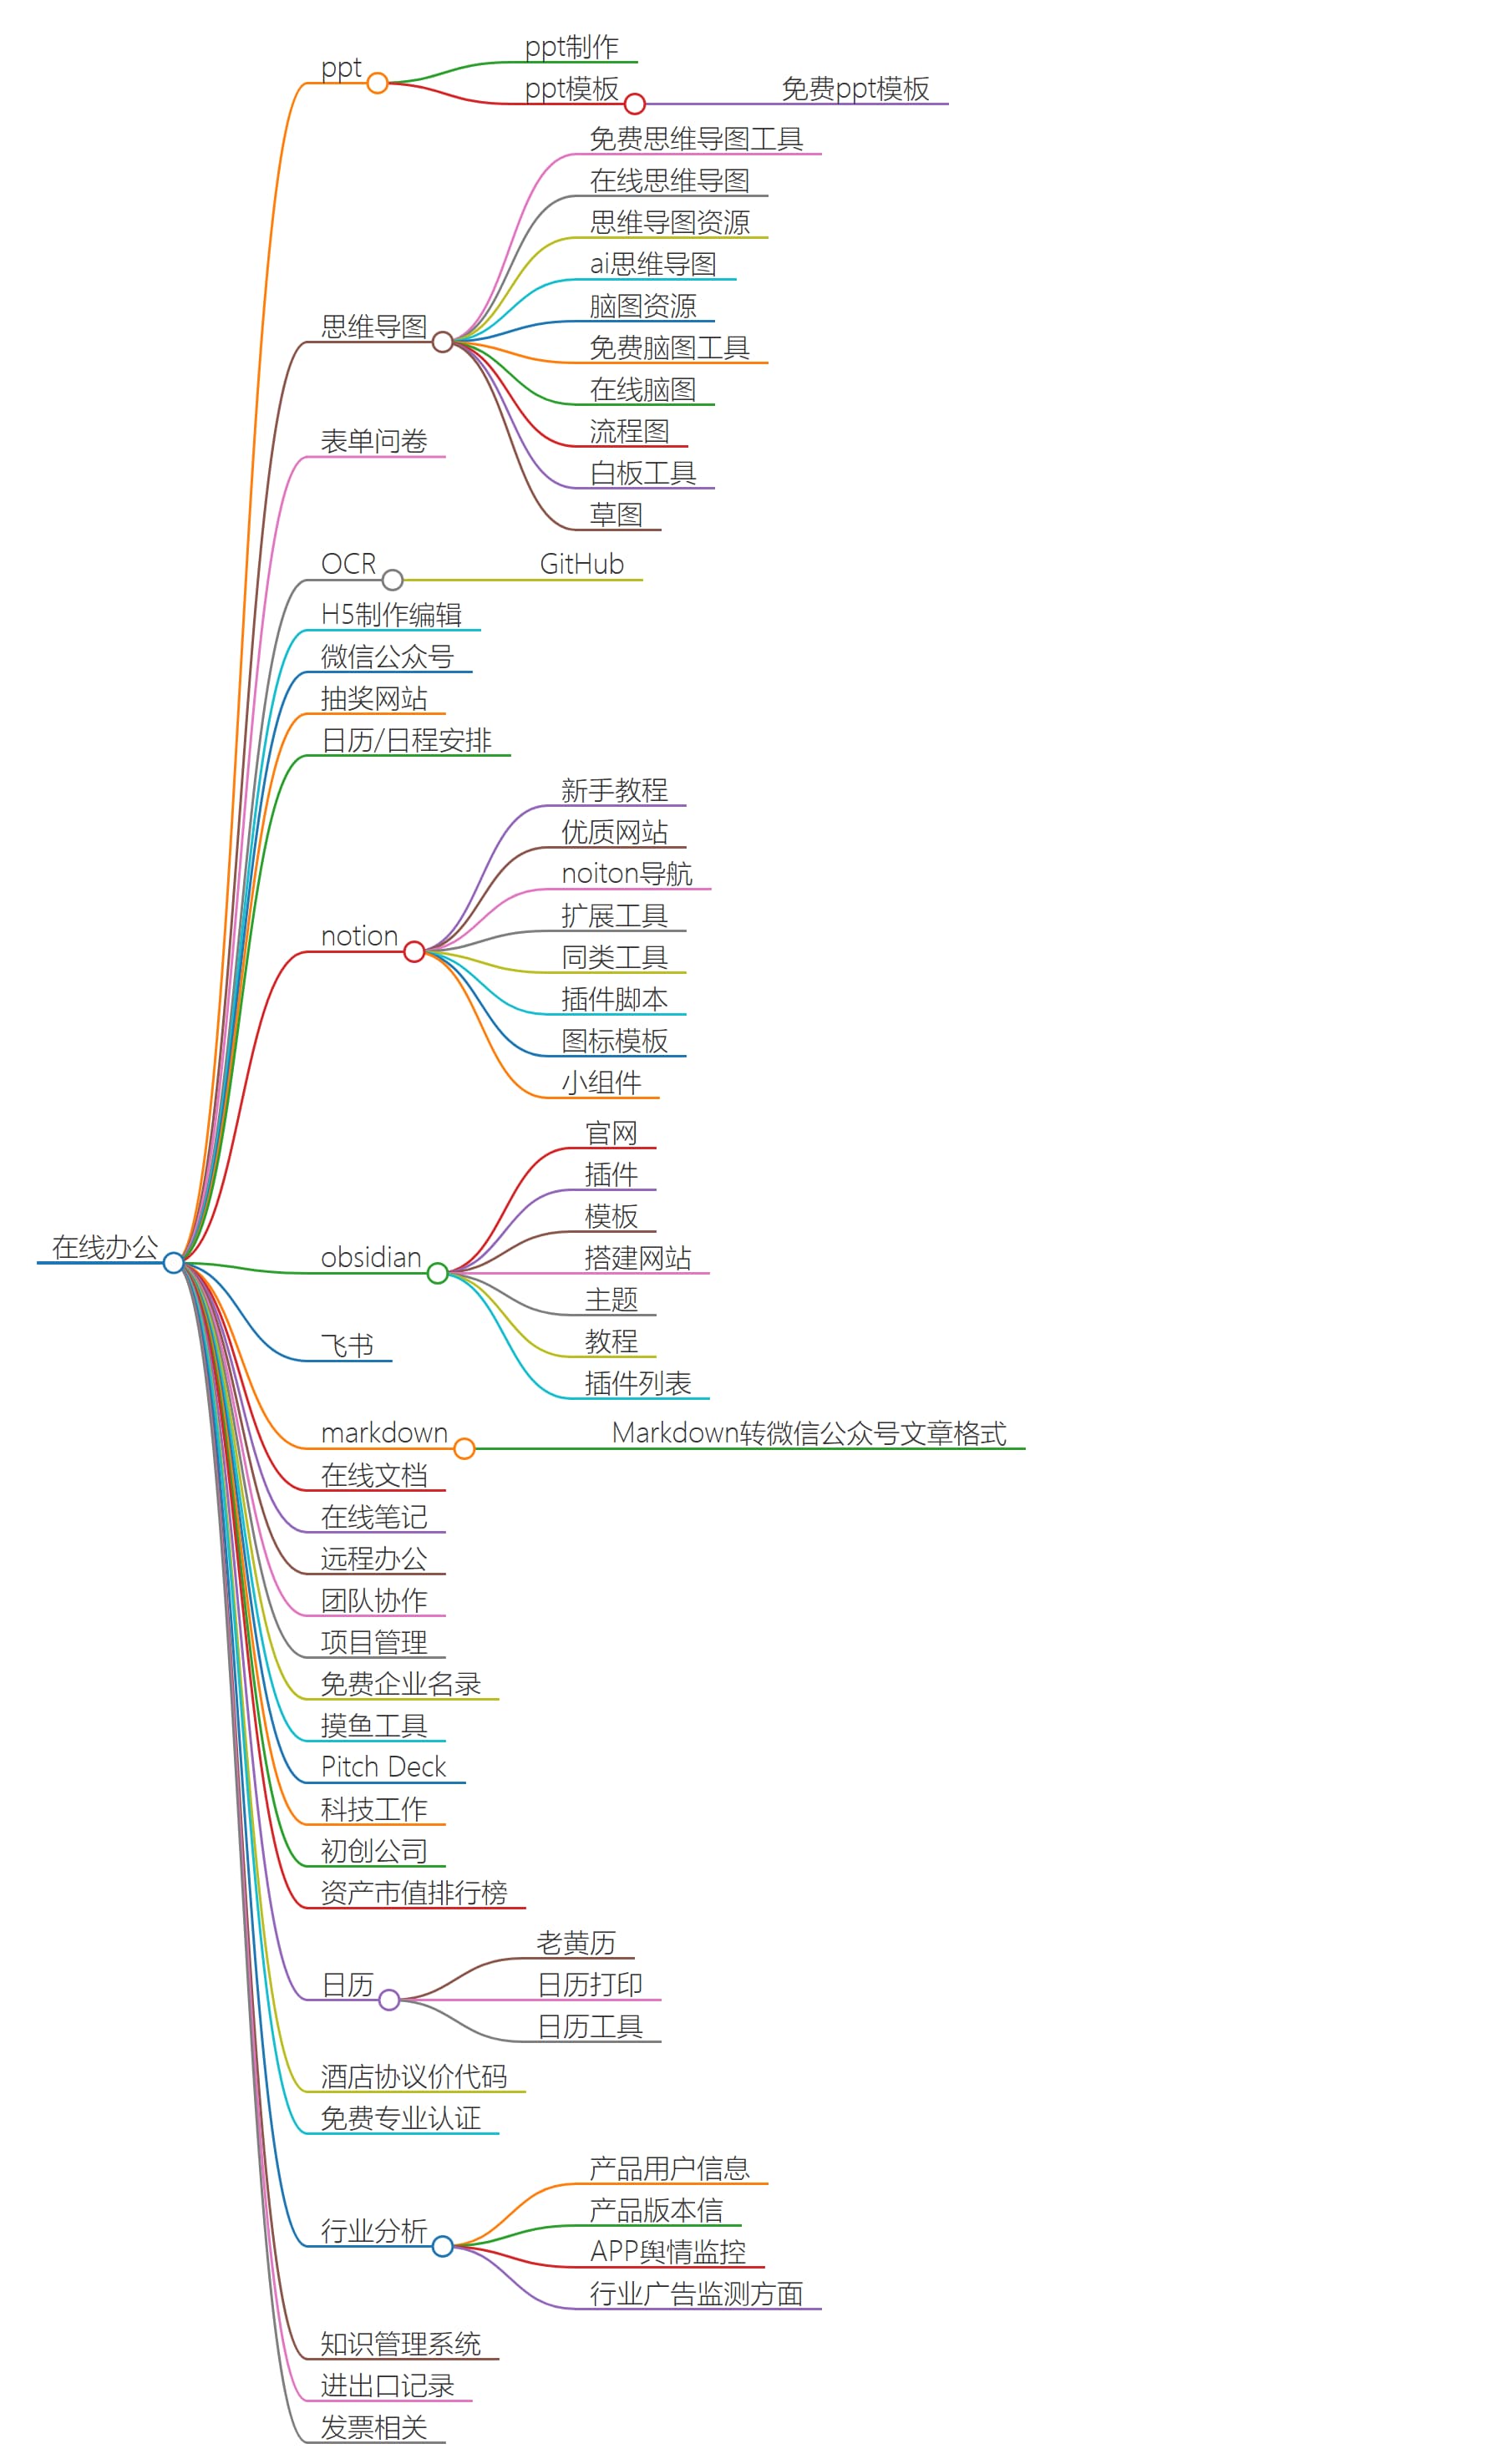 ppt
ppt制作
ppt模板
免费ppt模板
思维导图
免费思维导图工具
在线思维导图
思维导图资源
ai思维导图
脑图资源
免费脑图工具
在线脑图
流程图
白板工具
草图
表单问卷
OCR
GitHub
H5制作编辑
微信公众号
抽奖网站
日历/日程安排
notion
新手教程
优质网站
noiton导航
扩展工具
同类工具
插件脚本
图标模板
小组件
在线办公
obsidian
官网
插件
模板
搭建网站
主题
教程
插件列表
飞书
markdown
Markdown转微信公众号文章格式
在线文档
在线笔记
远程办公
团队协作
项目管理
免费企业名录
摸鱼工具
Pitch Deck
科技工作
初创公司
资产市值排行榜
日历
老黄历
日历打印
日历工具
酒店协议价代码
免费专业认证
行业分析
产品用户信息
产品版本信
APP舆情监控
行业广告监测方面
知识管理系统
进出口记录
发票相关